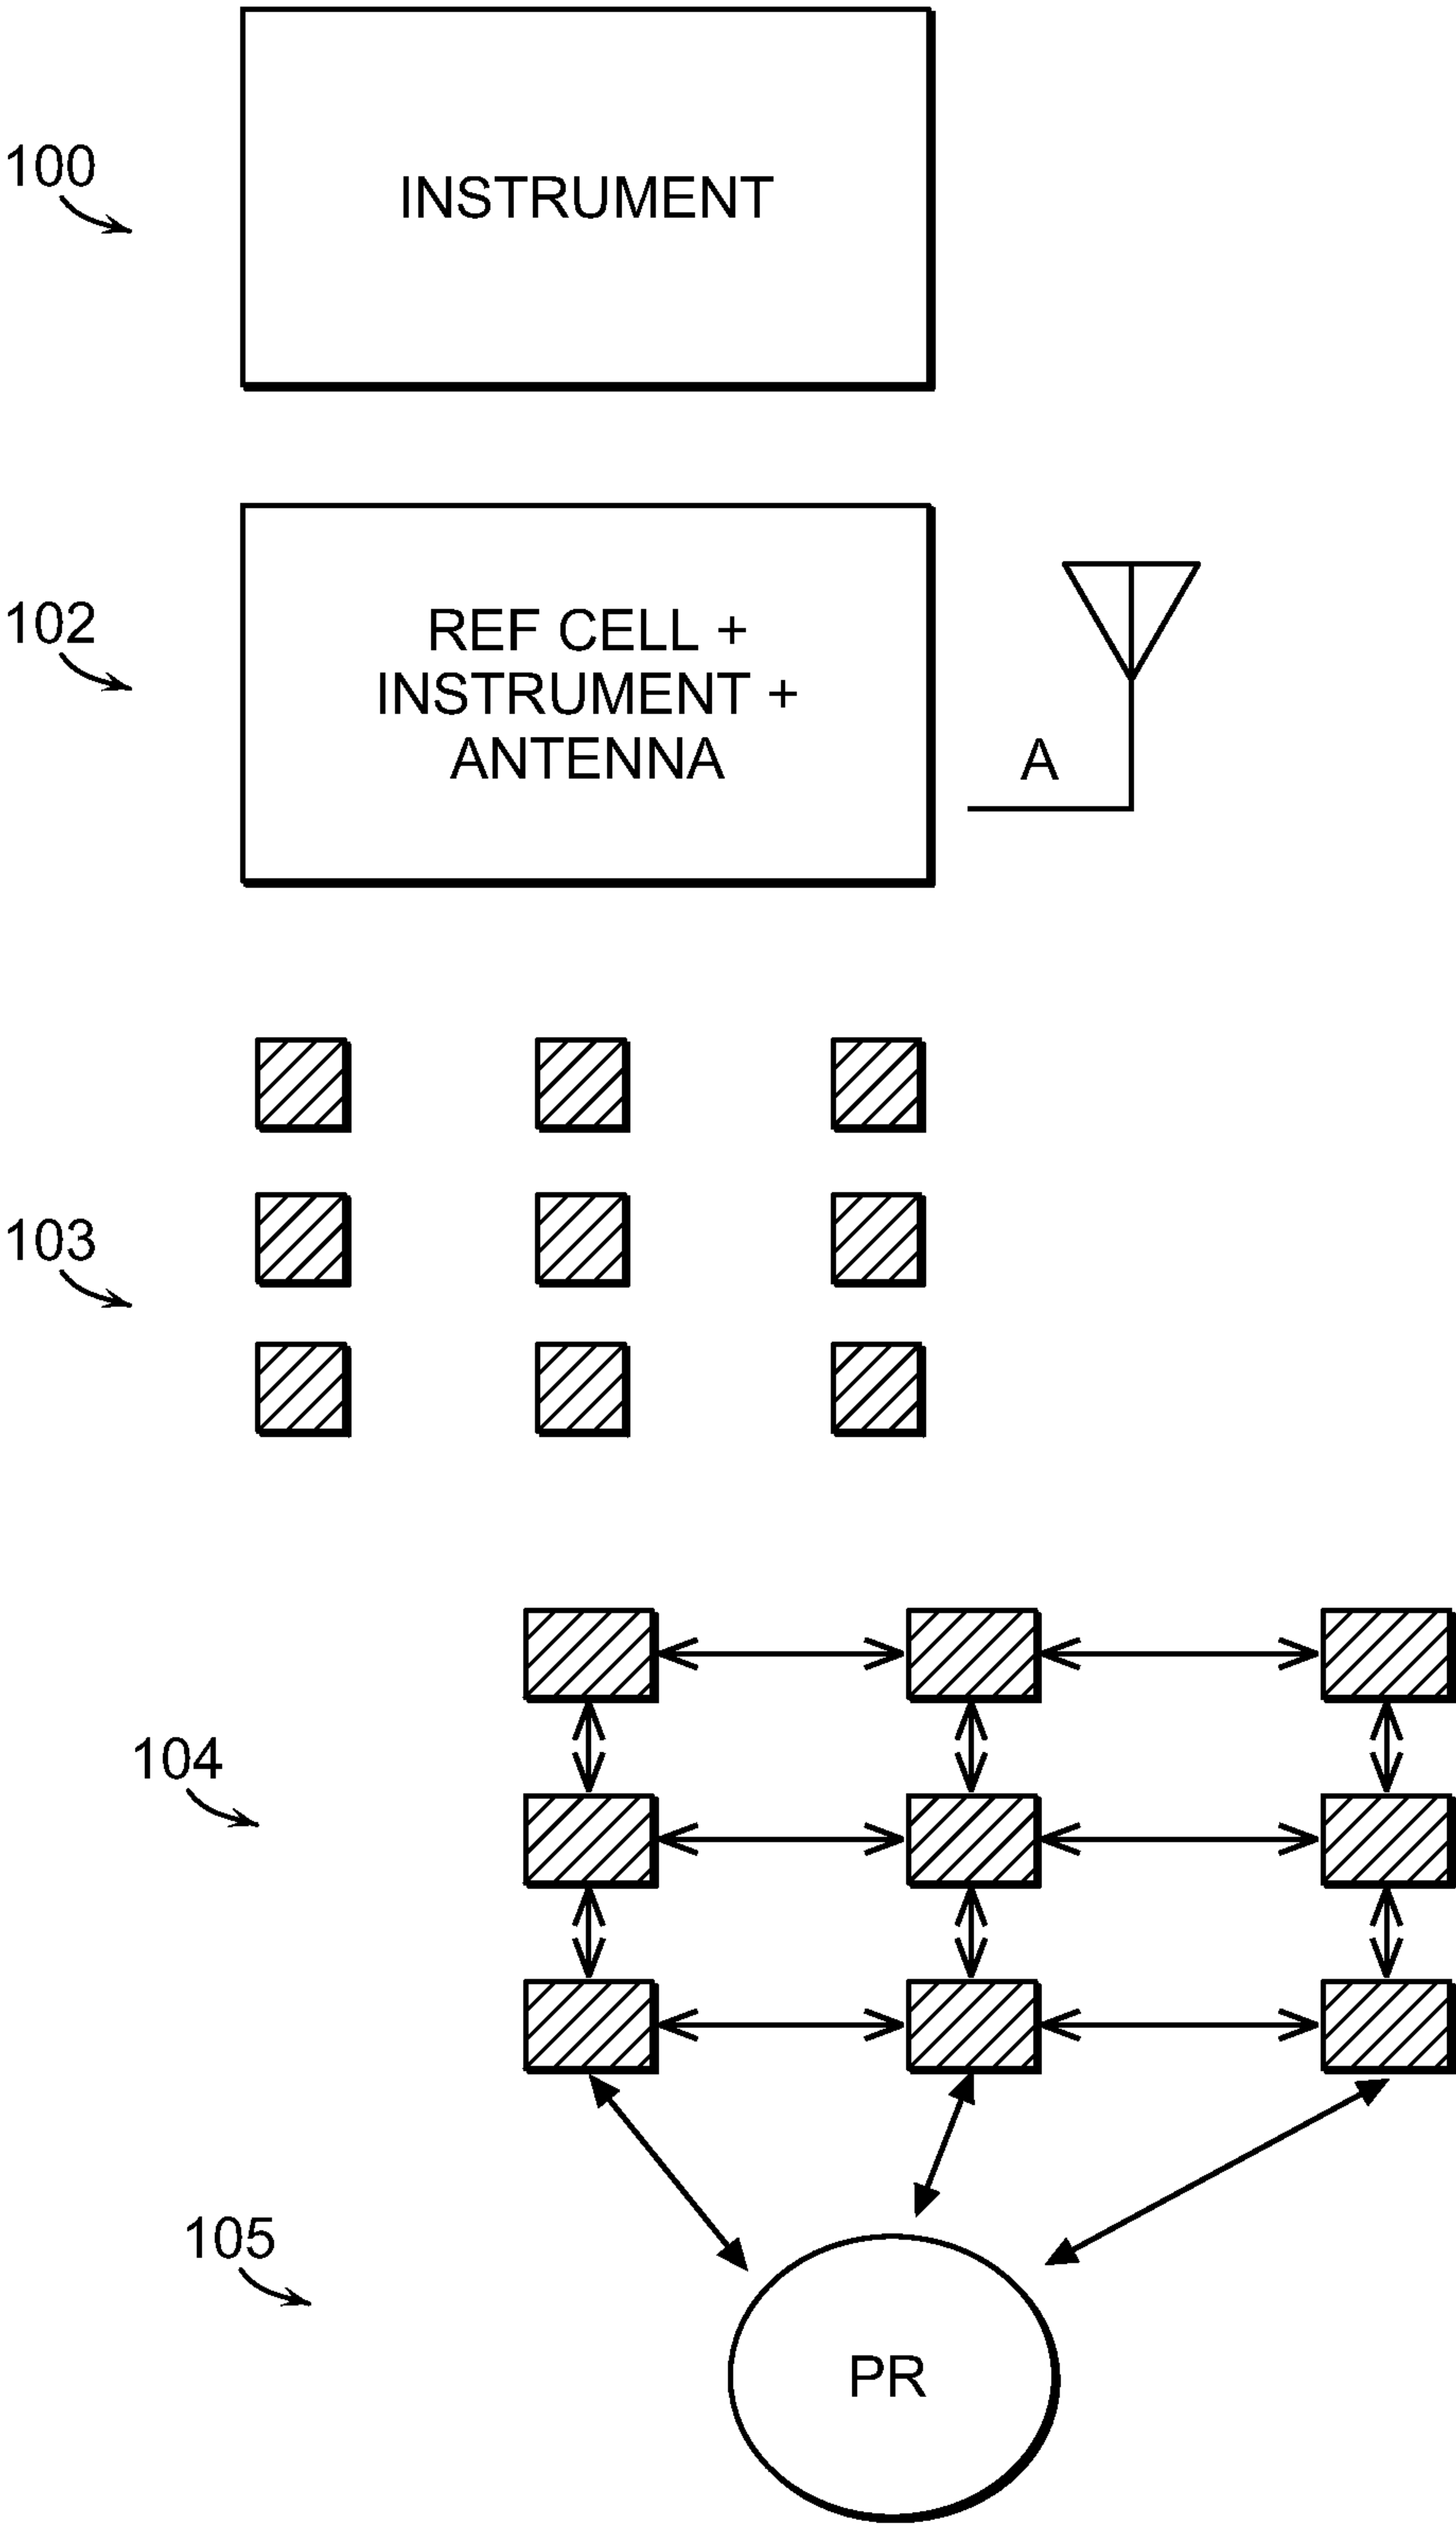 100
INSTRUMENT
102
REF CELL +
INSTRUMENT +
ANTENNA
A
103
104
105
PR